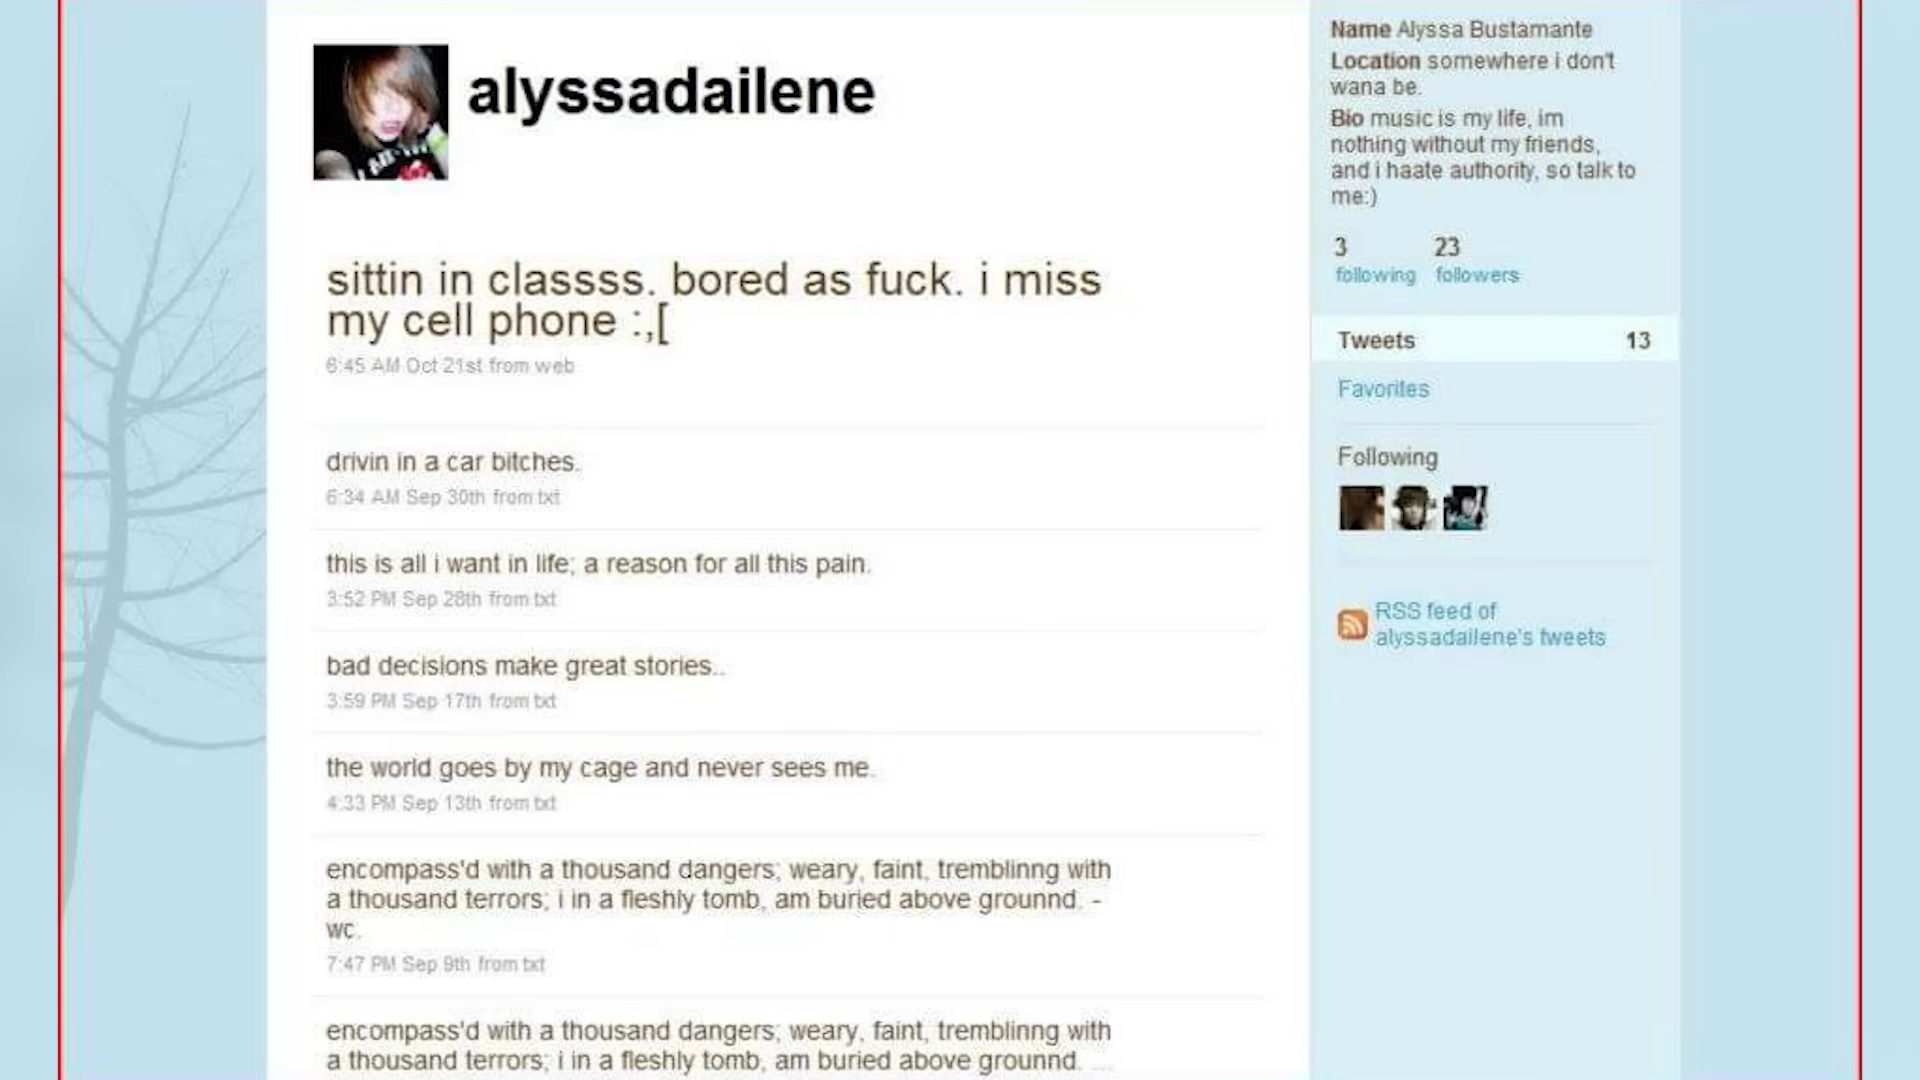 alyssadailene
sittin in classss. bored as fuck. i miss
my cell phone :,[
6:45 AM Oct 21st from web
drivin in a car bitches.
6:34 AM Sep 30th from txt
this is all i want in life; a reason for all this pain.
3:52 PM Sep 28th from txt
bad decisions make great stories..
3:59 PM Sep 17th from txt
the world goes by my cage and never sees me.
4:33 PM Sep 13th from txt
encompass'd with a thousand dangers; weary, faint, tremblinng with
a thousand terrors; i in a fleshly tomb, am buried above grounnd. -
wc.
7:47 PM Sep 9th from txt
encompass'd with a thousand dangers; weary, faint, tremblinng with
a thousand terrors; i in a fleshly tomb, am buried above grounnd. ...
Name Alyssa Bustamante
Location somewhere i don't
wana be.
Bio music is my life, im
nothing without my friends,
and i haate authority, so talk to
me:)
3 23
following followers
Tweets 13
Favorites
Following
RSS feed of
alyssadailene's tweets